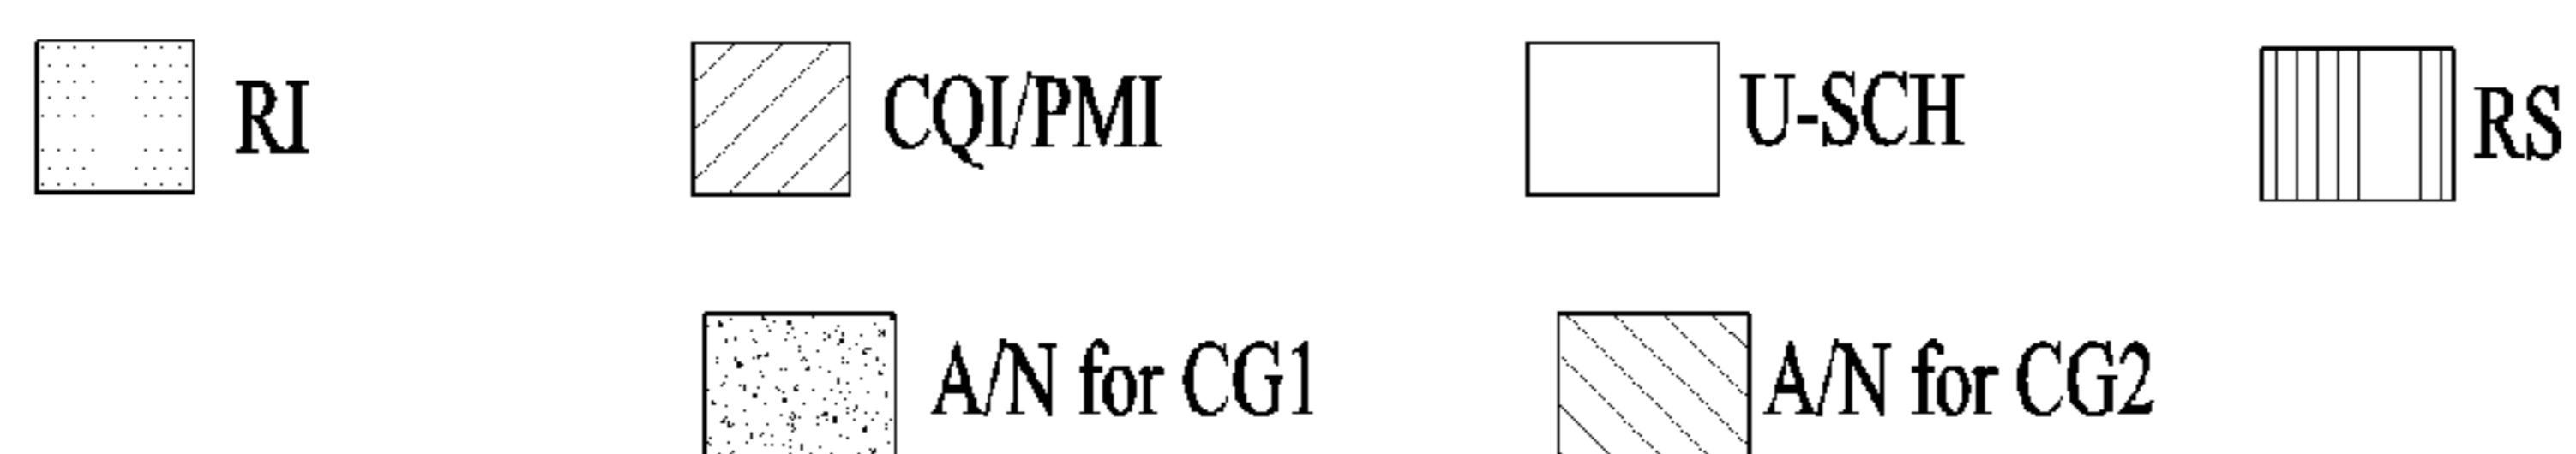 RI CQI/PMI U-SCH RS
A/N for CG1 A/N for CG2